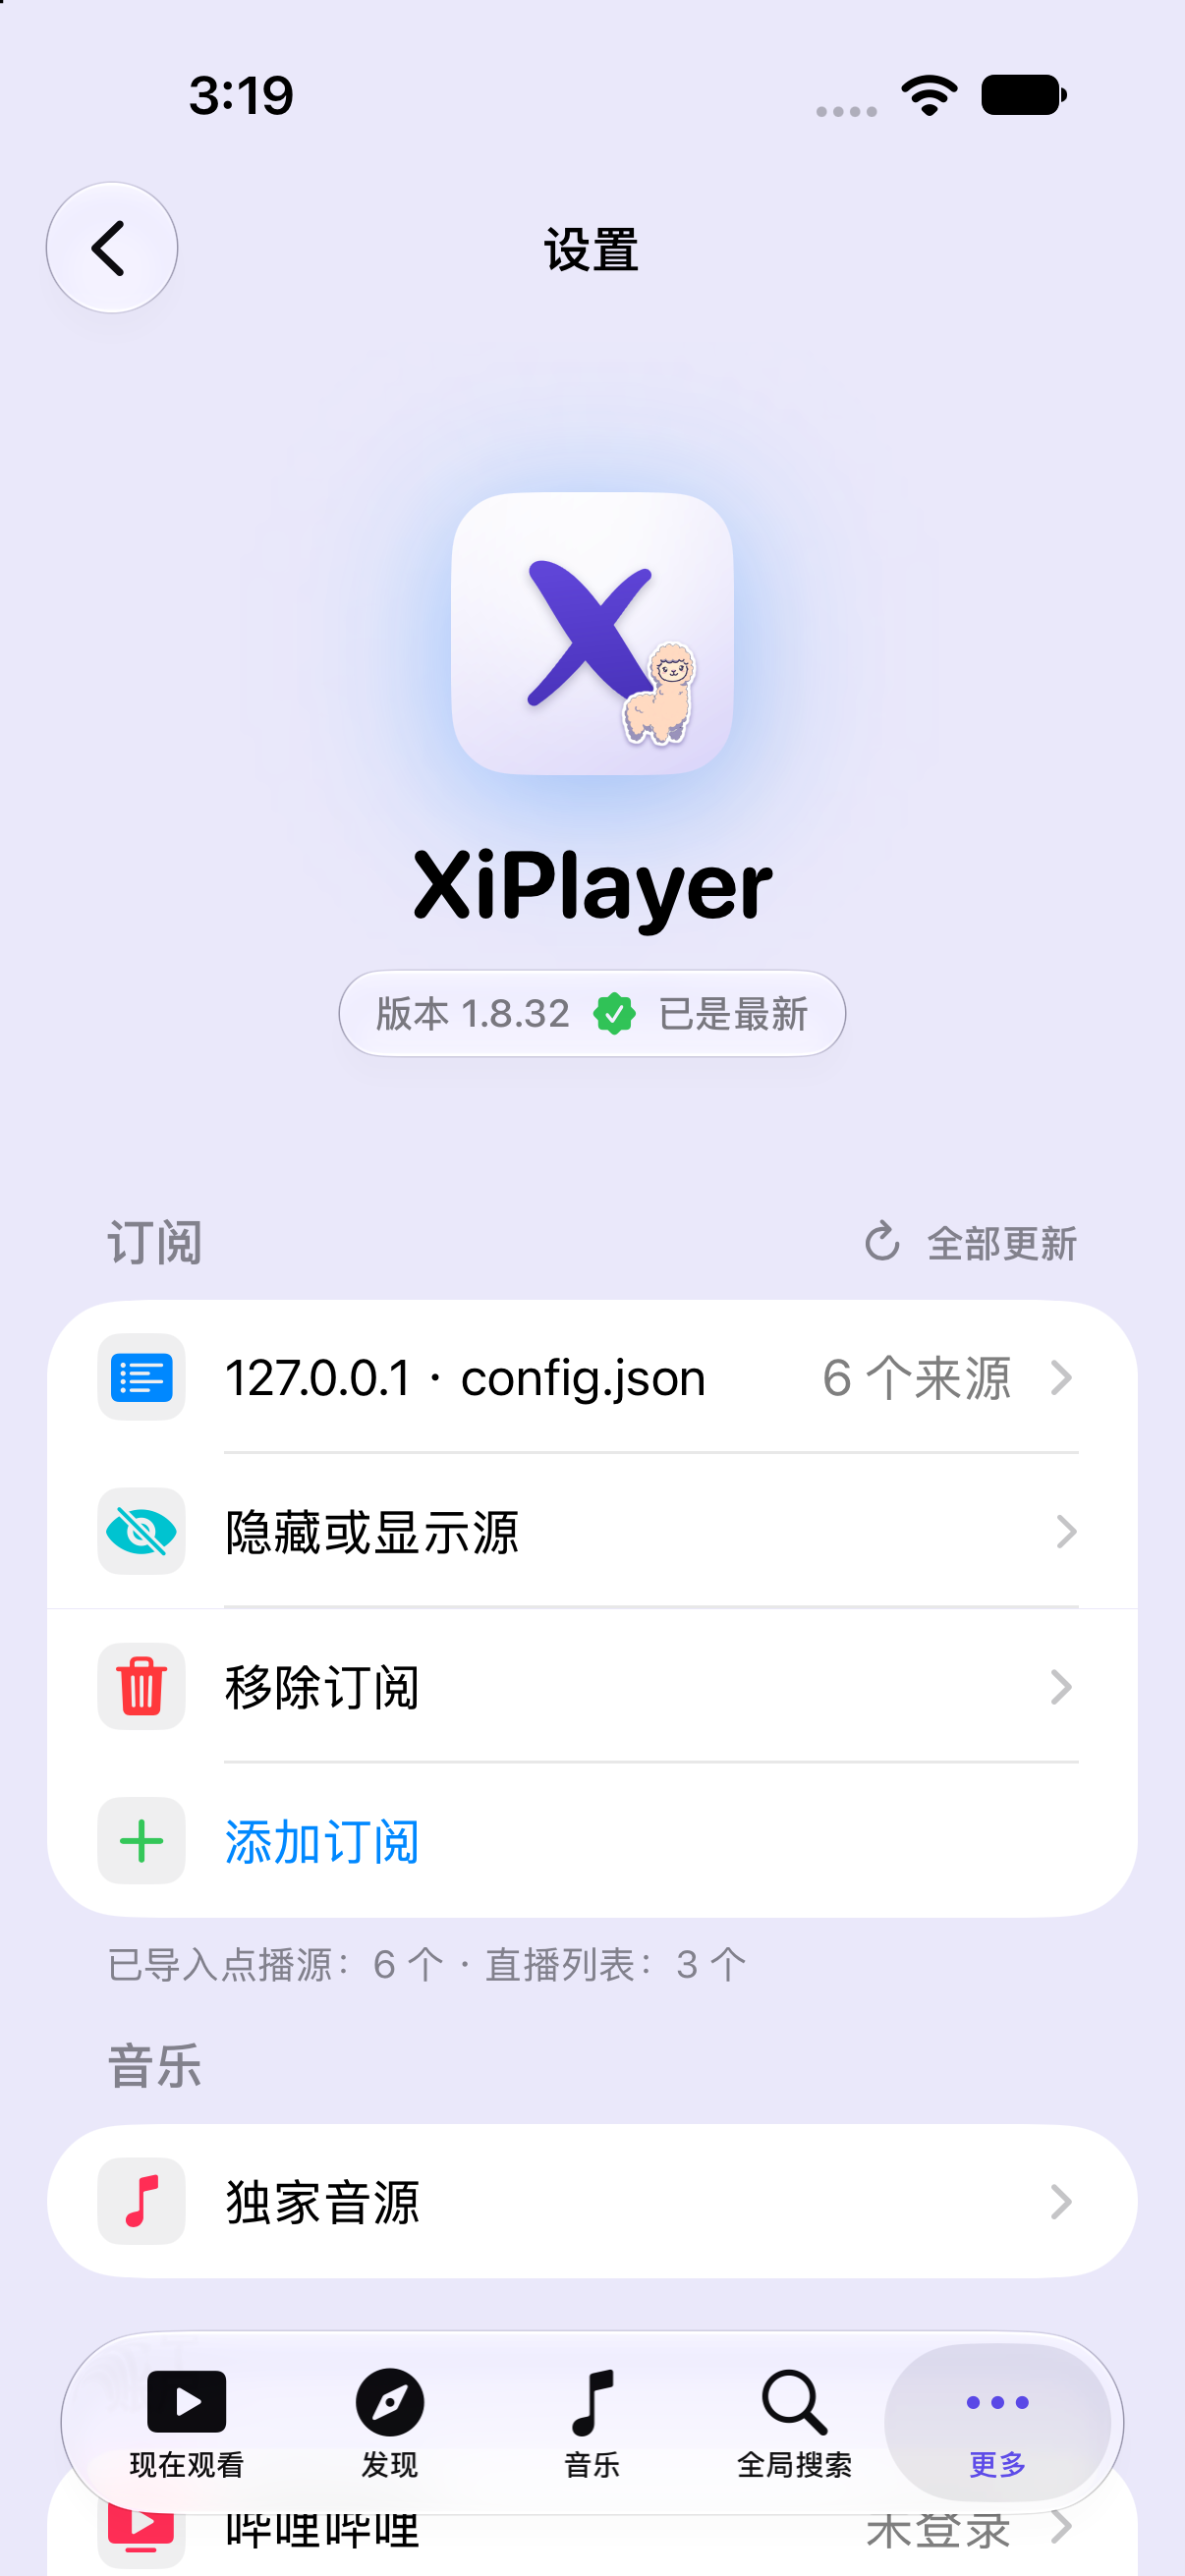 3:19
设置
XiPlayer
版本 1.8.32 已是最新
订阅 全部更新
127.0.0.1 · config.json 6 个来源
隐藏或显示源
移除订阅
添加订阅
已导入点播源：6 个 · 直播列表：3 个
音乐
独家音源
现在观看 发现 音乐 全局搜索 更多
哔哩哔哩 未登录